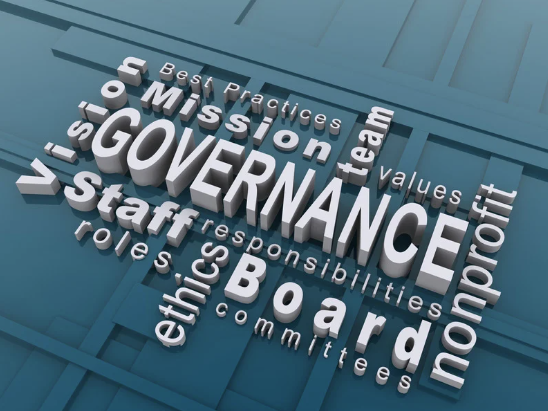 Best Practices
Mission
Vision
GOVERNANCE
team
values
Staff
roles
responsibilities
ethics
Board
committees
nonprofit